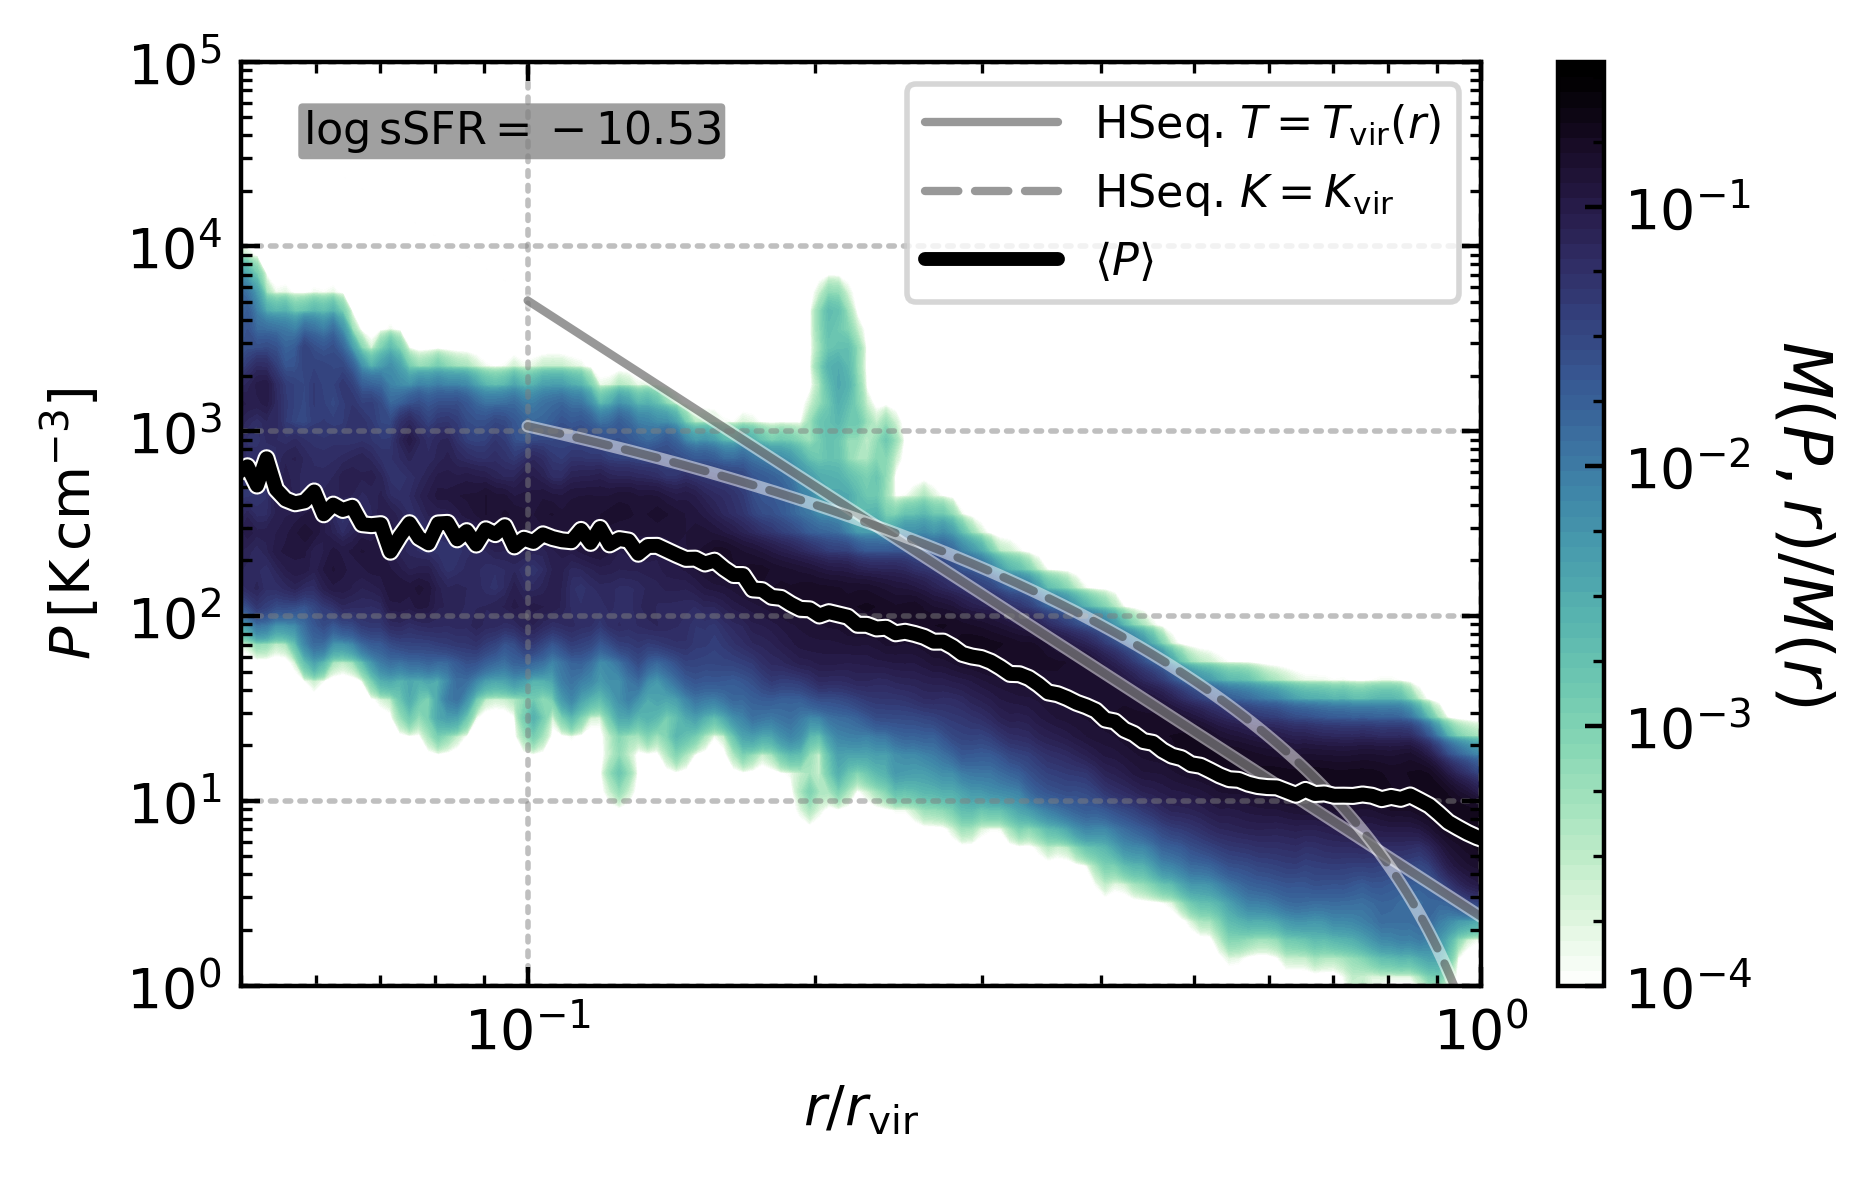 log sSFR = − 10.53
HSeq. T = T_vir(r)
HSeq. K = K_vir
⟨P⟩
10^5
10^4
10^3
10^2
10^1
10^0
P [K cm^−3]
10^−1
10^0
r/r_vir
10^−1
10^−2
10^−3
10^−4
M(P, r)/M(r)